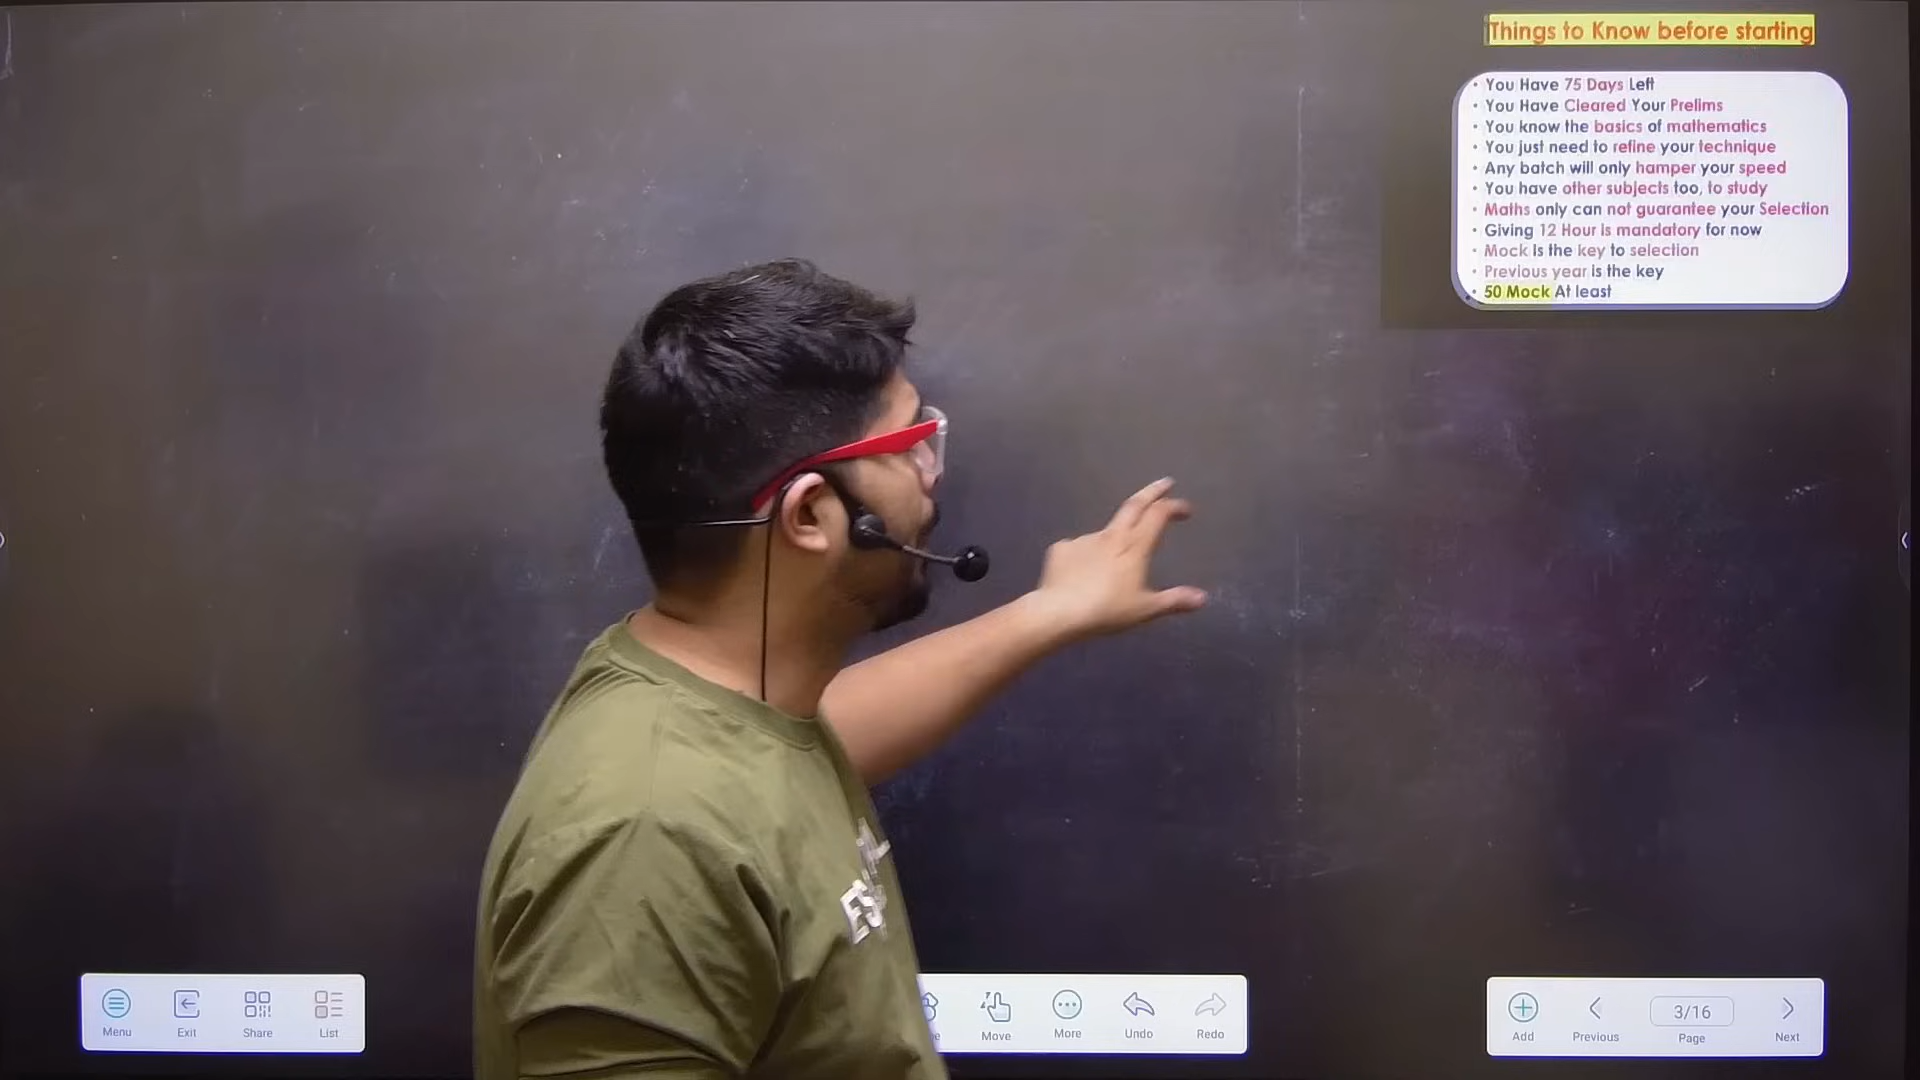 Things to Know before starting
• You Have 75 Days Left
• You Have Cleared Your Prelims
• You know the basics of mathematics
• You just need to refine your technique
• Any batch will only hamper your speed
• You have other subjects too, to study
• Maths only can not guarantee your Selection
• Giving 12 Hour is mandatory for now
• Mock is the key to selection
• Previous year is the key
• 50 Mock At least
Menu Exit Share List
Move More Undo Redo
Add Previous 3/16 Page Next